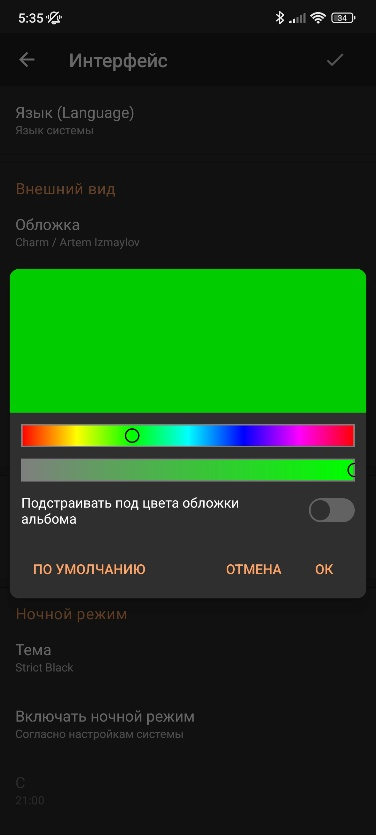 5:35
34
Интерфейс
Язык (Language)
Язык системы
Внешний вид
Обложка
Charm / Artem Izmaylov
Подстраивать под цвета обложки
альбома
ПО УМОЛЧАНИЮ ОТМЕНА ОК
Ночной режим
Тема
Strict Black
Включать ночной режим
Согласно настройкам системы
С
21:00